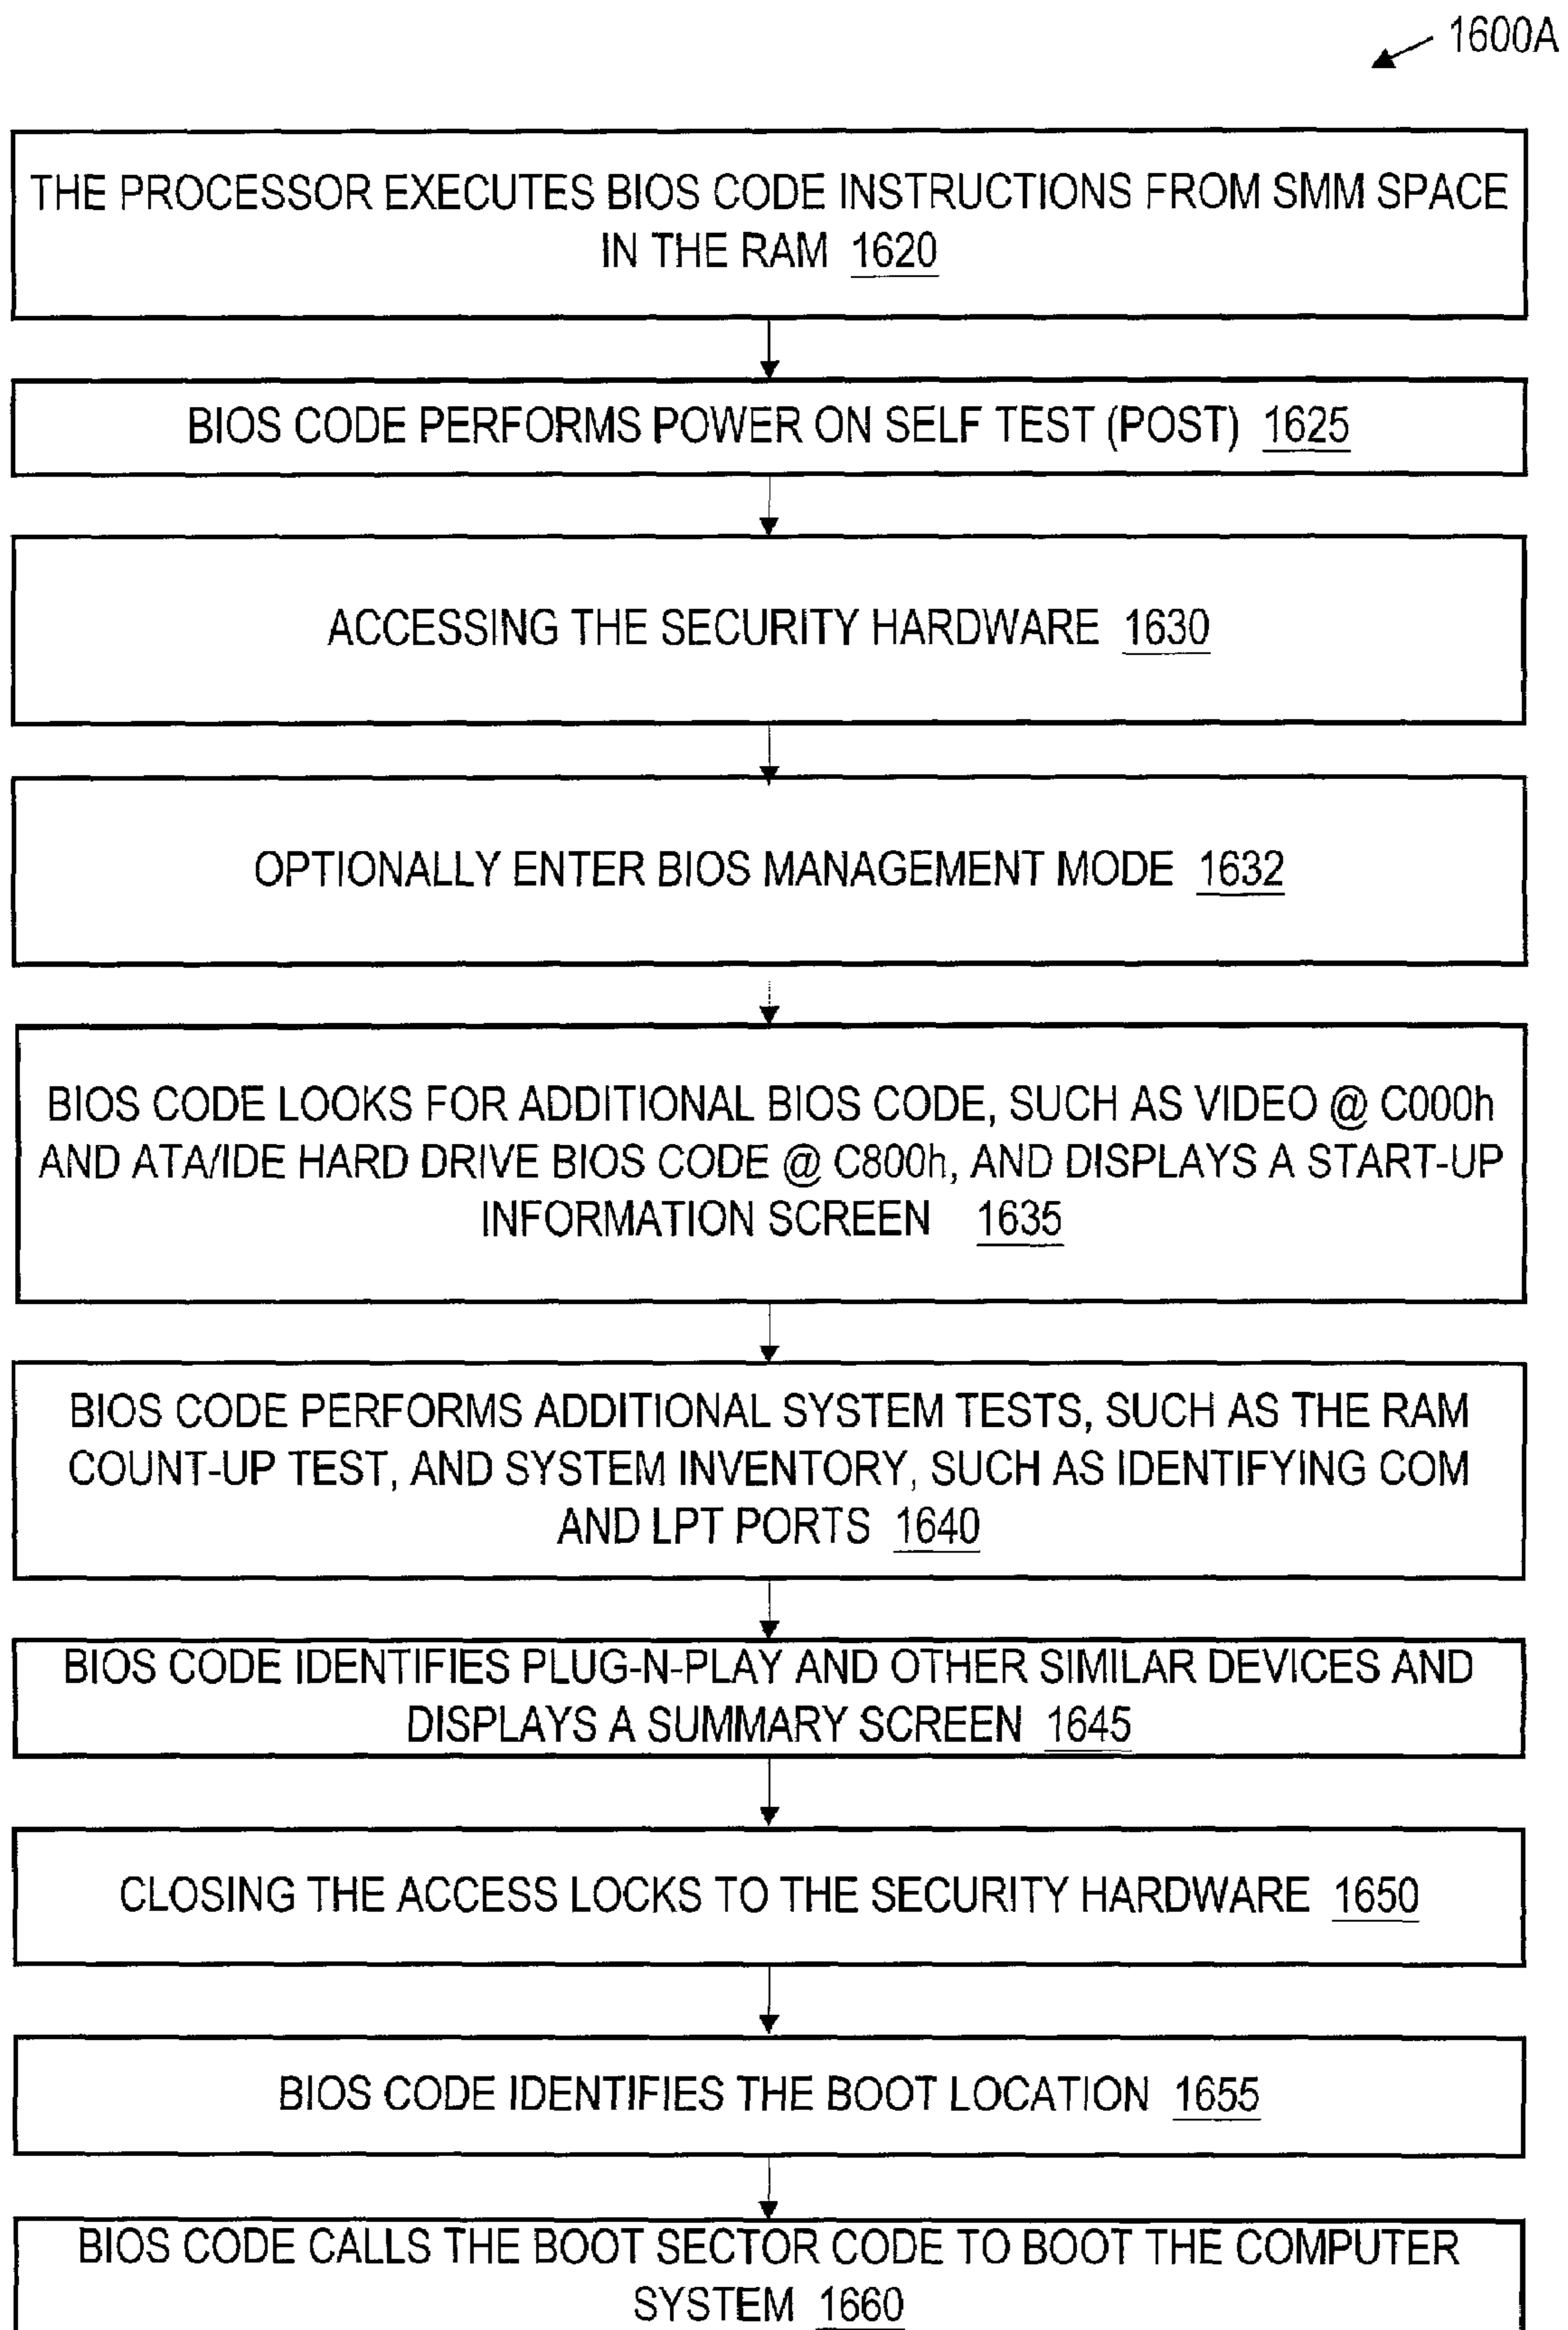 1600A
THE PROCESSOR EXECUTES BIOS CODE INSTRUCTIONS FROM SMM SPACE
IN THE RAM 1620
BIOS CODE PERFORMS POWER ON SELF TEST (POST) 1625
ACCESSING THE SECURITY HARDWARE 1630
OPTIONALLY ENTER BIOS MANAGEMENT MODE 1632
BIOS CODE LOOKS FOR ADDITIONAL BIOS CODE, SUCH AS VIDEO @ C000h
AND ATA/IDE HARD DRIVE BIOS CODE @ C800h, AND DISPLAYS A START-UP
INFORMATION SCREEN 1635
BIOS CODE PERFORMS ADDITIONAL SYSTEM TESTS, SUCH AS THE RAM
COUNT-UP TEST, AND SYSTEM INVENTORY, SUCH AS IDENTIFYING COM
AND LPT PORTS 1640
BIOS CODE IDENTIFIES PLUG-N-PLAY AND OTHER SIMILAR DEVICES AND
DISPLAYS A SUMMARY SCREEN 1645
CLOSING THE ACCESS LOCKS TO THE SECURITY HARDWARE 1650
BIOS CODE IDENTIFIES THE BOOT LOCATION 1655
BIOS CODE CALLS THE BOOT SECTOR CODE TO BOOT THE COMPUTER
SYSTEM 1660